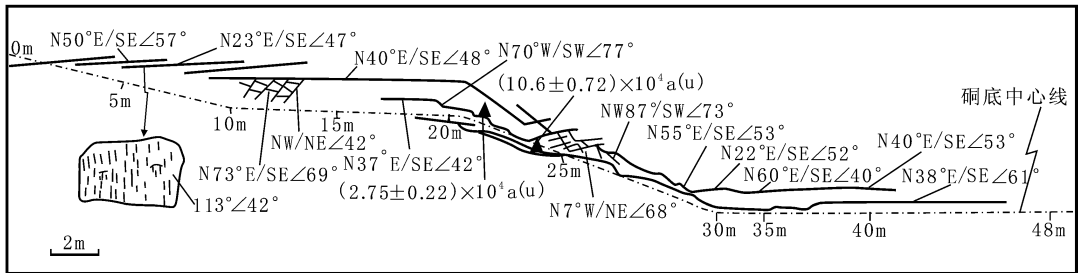 0m
N50°E/SE∠57°
N23°E/SE∠47°
N40°E/SE∠48°
N70°W/SW∠77°
(10.6±0.72)×10⁴a(u)
NW87°/SW∠73°
硐底中心线
N55°E/SE∠53°
N22°E/SE∠52°
N40°E/SE∠53°
N60°E/SE∠40°
N38°E/SE∠61°
5m
10m
15m
20m
25m
NW/NE∠42°
N37°E/SE∠42°
N73°E/SE∠69°
(2.75±0.22)×10⁴a(u)
113°∠42°
N7°W/NE∠68°
30m
35m
40m
48m
2m